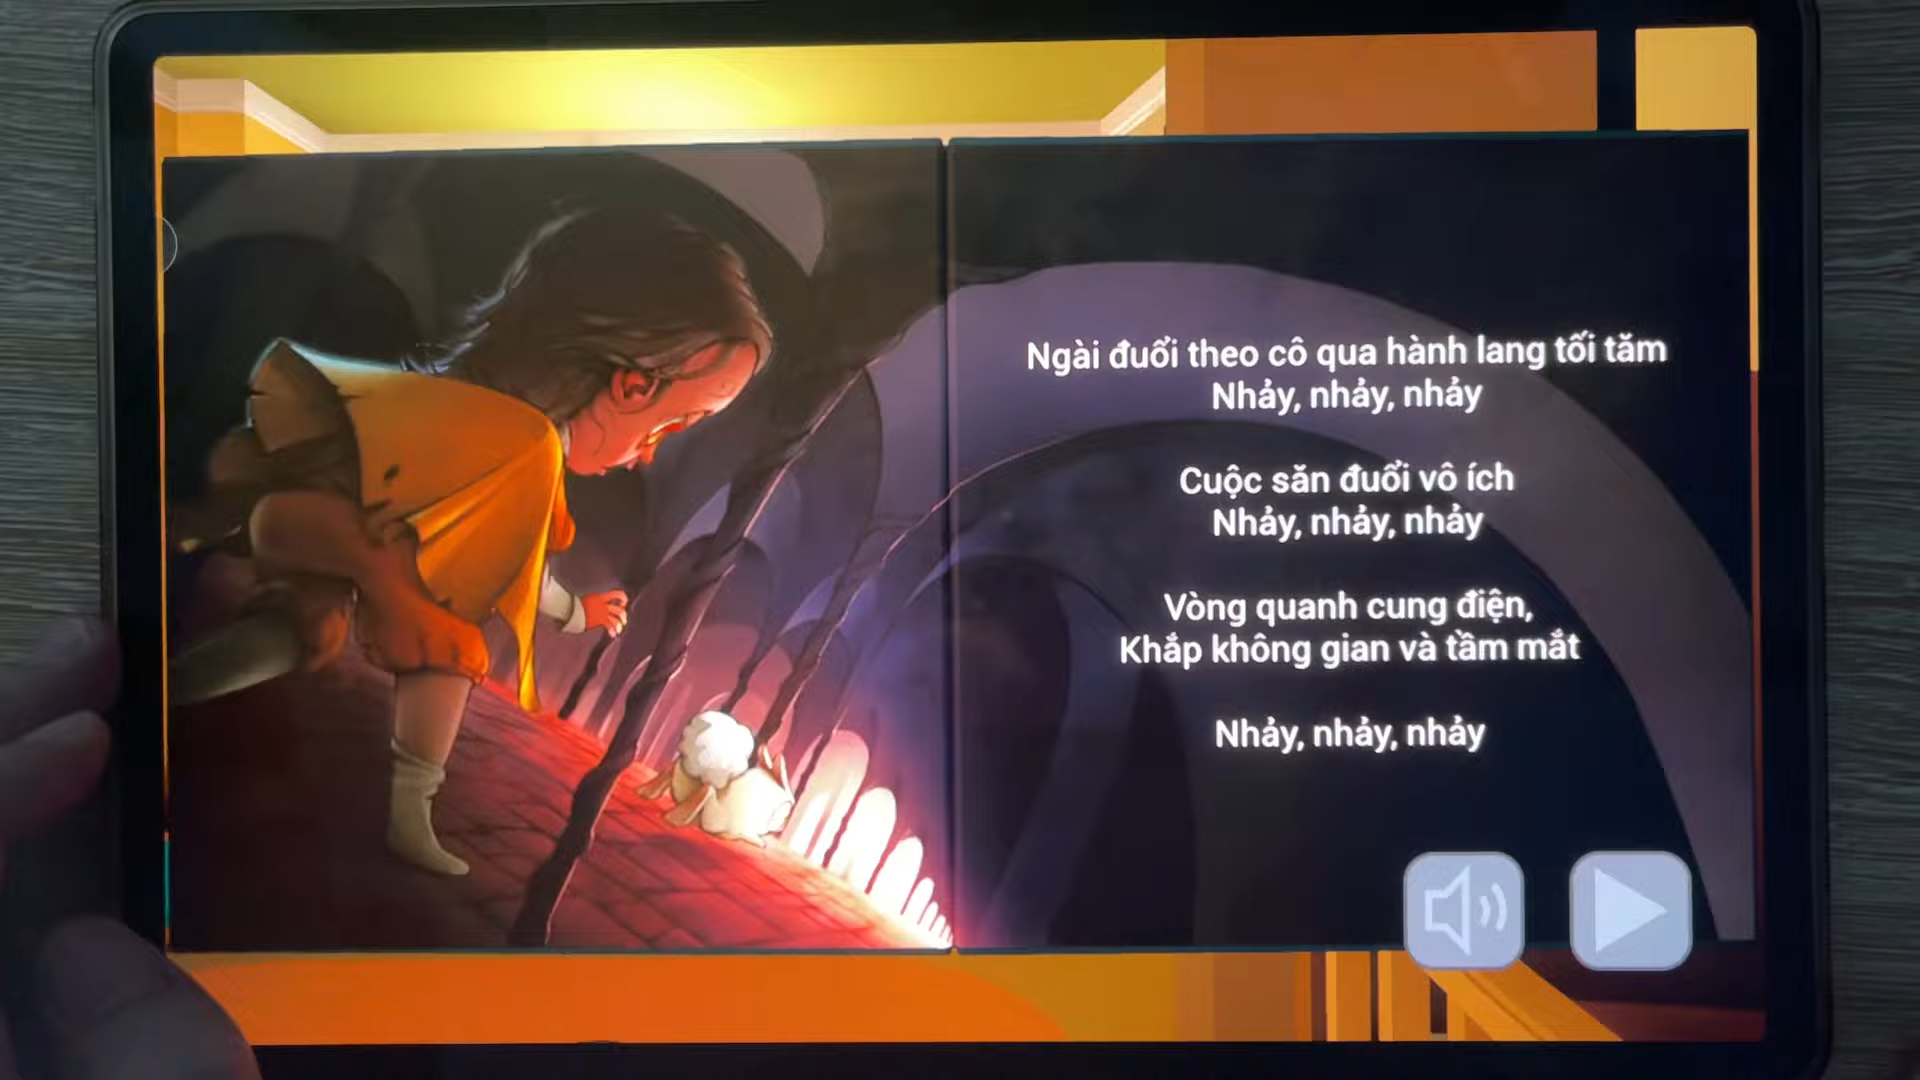 Ngài đuổi theo cô qua hành lang tối tăm
Nhảy, nhảy, nhảy
Cuộc săn đuổi vô ích
Nhảy, nhảy, nhảy
Vòng quanh cung điện,
Khắp không gian và tầm mắt
Nhảy, nhảy, nhảy